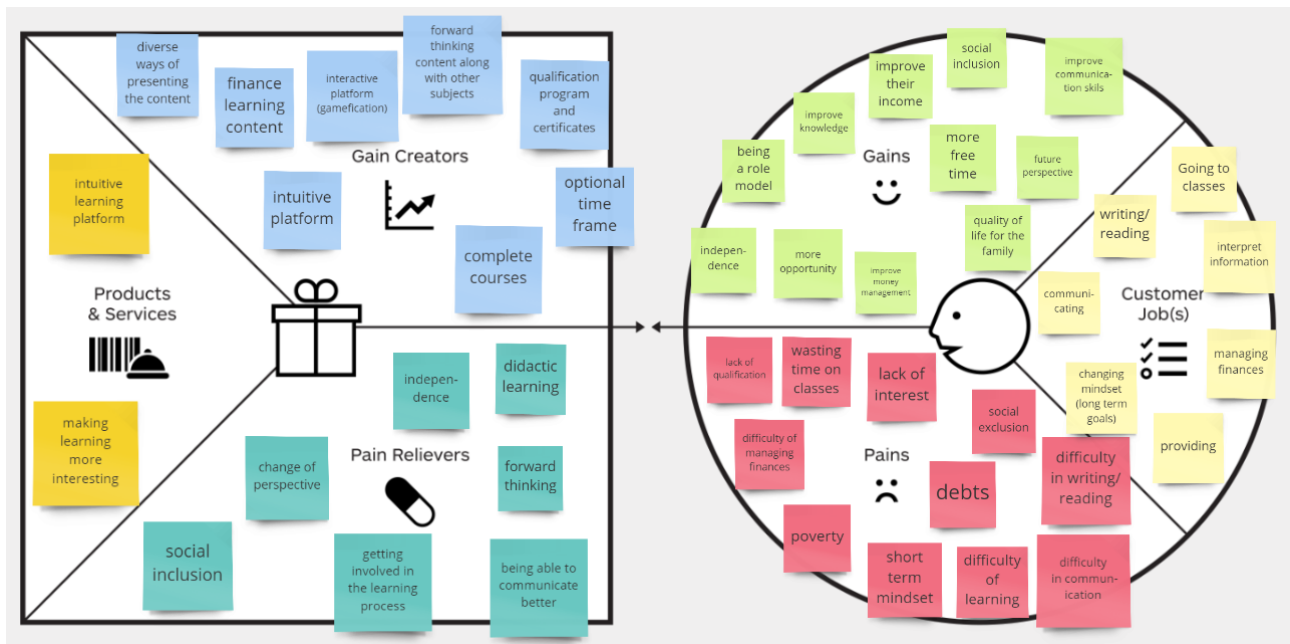 diverse
ways of
presenting
the content
finance
learning
content
interactive
platform
(gamefication)
forward
thinking
content along
with other
subjects
qualification
program
and
certificates
Gain Creators
intuitive
learning
platform
intuitive
platform
optional
time
frame
complete
courses
Products
& Services
making
learning
more
interesting
indepen-
dence
didactic
learning
change of
perspective
Pain Relievers
forward
thinking
social
inclusion
getting
involved in
the learning
process
being able to
communicate
better
social
inclusion
improve
communica-
tion skils
improve
their
income
improve
knowledge
being
a role
model
Gains
more
free
time
future
perspective
quality of
life for the
family
indepen-
dence
more
opportunity
improve
money
management
Going to
classes
writing/
reading
interpret
information
communi-
cating
Customer
Job(s)
managing
finances
changing
mindset
(long term
goals)
providing
lack of
qualification
wasting
time on
classes
lack of
interest
social
exclusion
difficulty of
managing
finances
Pains
debts
difficulty
in writing/
reading
poverty
short
term
mindset
difficulty
of
learning
difficulty
in commun-
ication